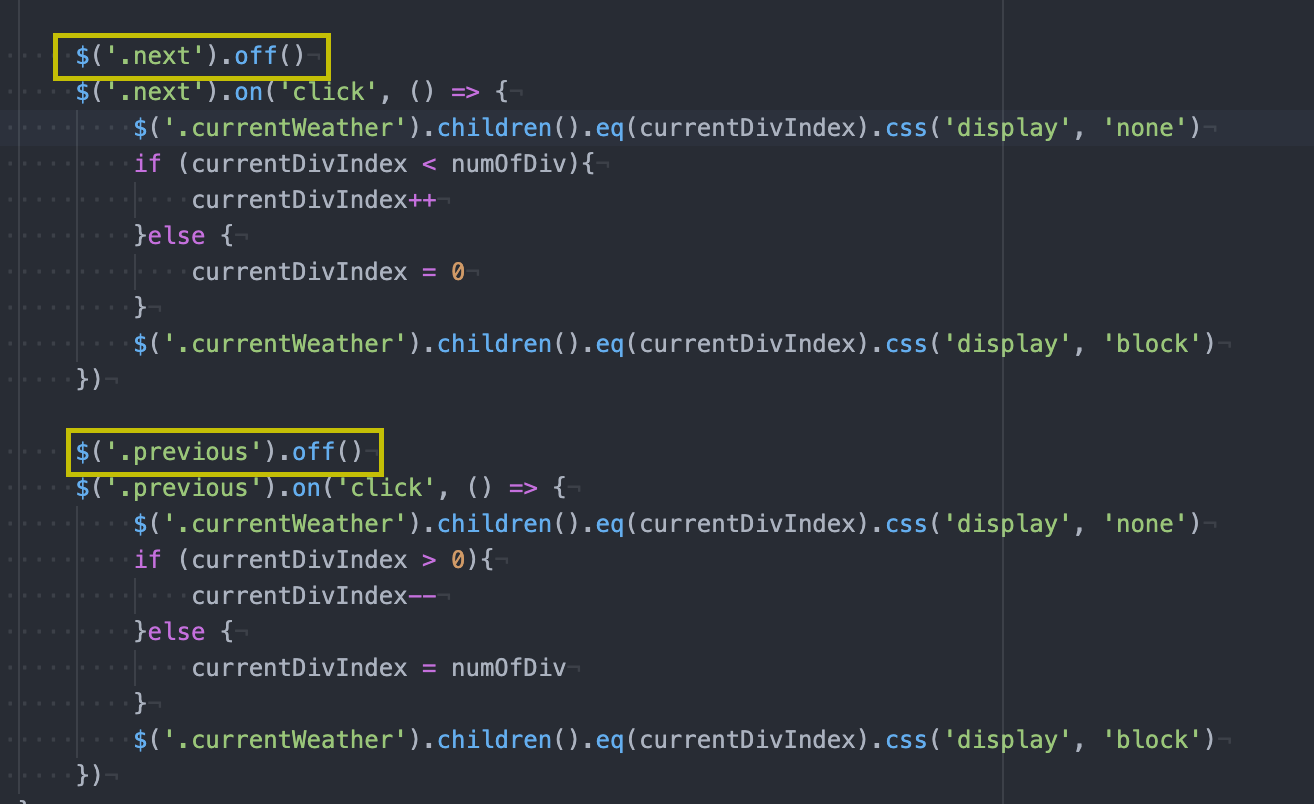 $('.next').off()
$('.next').on('click', () => {
$('.currentWeather').children().eq(currentDivIndex).css('display', 'none')
if (currentDivIndex < numOfDiv){
currentDivIndex++
}else {
currentDivIndex = 0
}
$('.currentWeather').children().eq(currentDivIndex).css('display', 'block')
})
$('.previous').off()
$('.previous').on('click', () => {
$('.currentWeather').children().eq(currentDivIndex).css('display', 'none')
if (currentDivIndex > 0){
currentDivIndex--
}else {
currentDivIndex = numOfDiv
}
$('.currentWeather').children().eq(currentDivIndex).css('display', 'block')
})